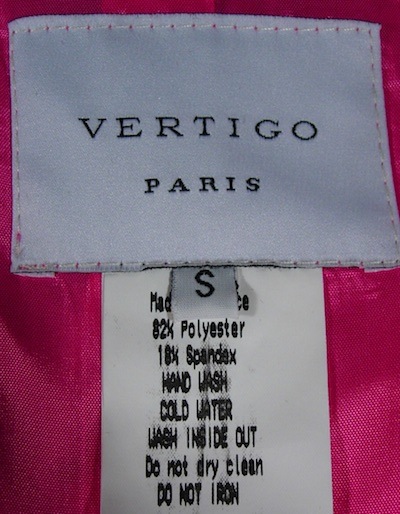 VERTIGO
PARIS
S
82% Polyester
18% Spandex
HAND WASH
COLD WATER
WASH INSIDE OUT
Do not dry clean
DO NOT IRON